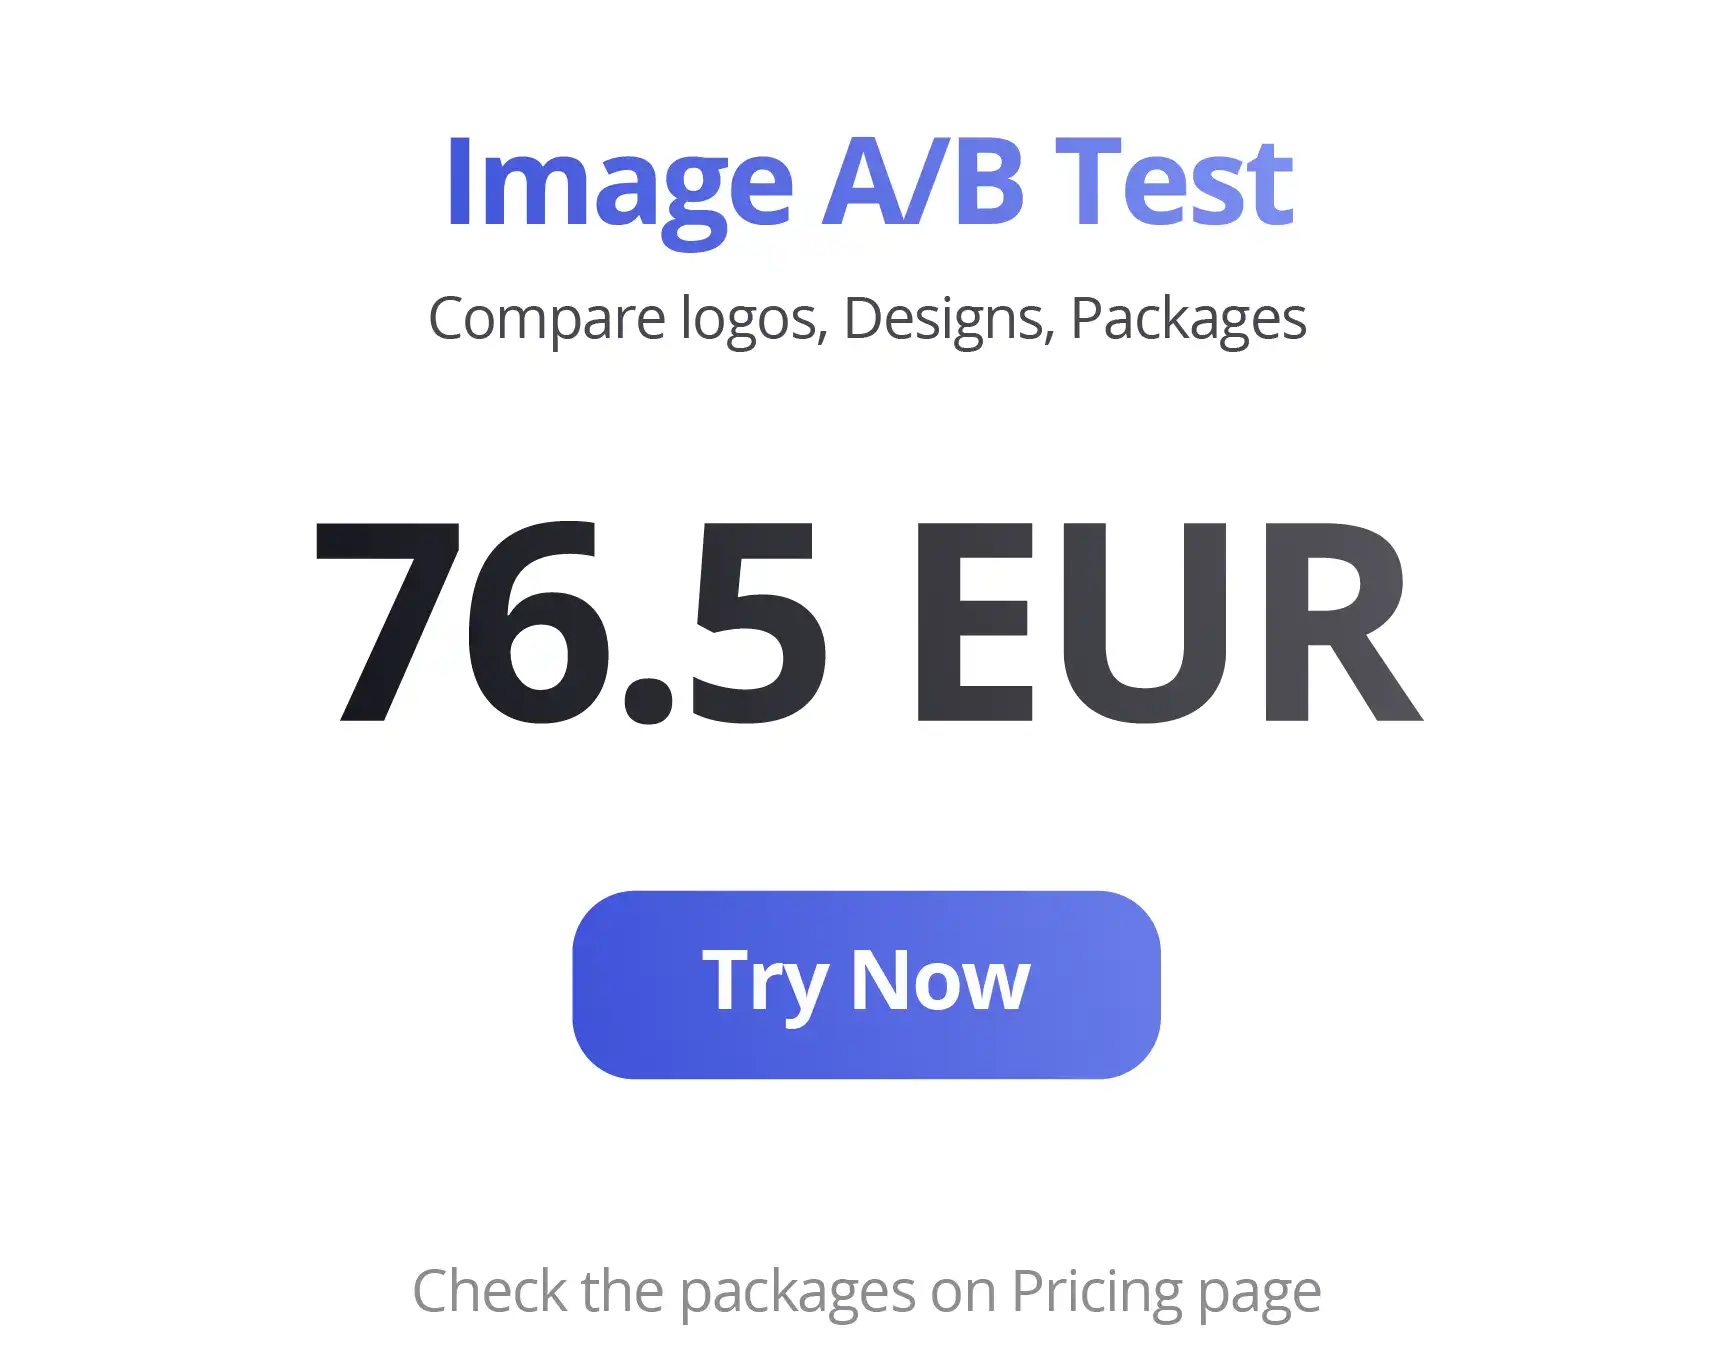 Image A/B Test
Compare logos, Designs, Packages
76.5 EUR
Try Now
Check the packages on Pricing page